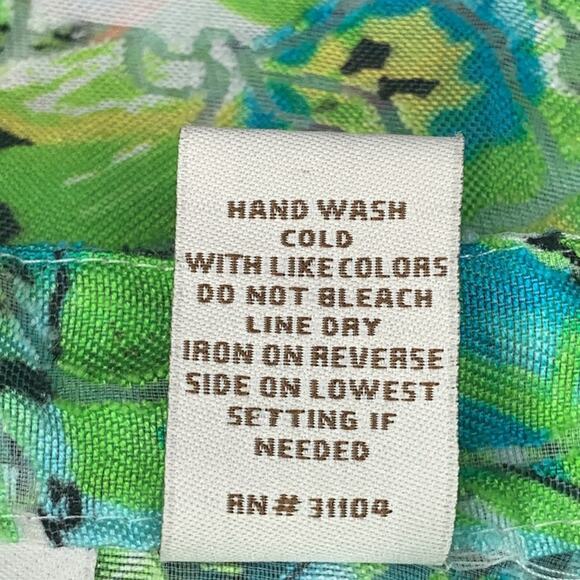 HAND WASH
COLD
WITH LIKE COLORS
DO NOT BLEACH
LINE DRY
IRON ON REVERSE
SIDE ON LOWEST
SETTING IF
NEEDED
RN# 31104